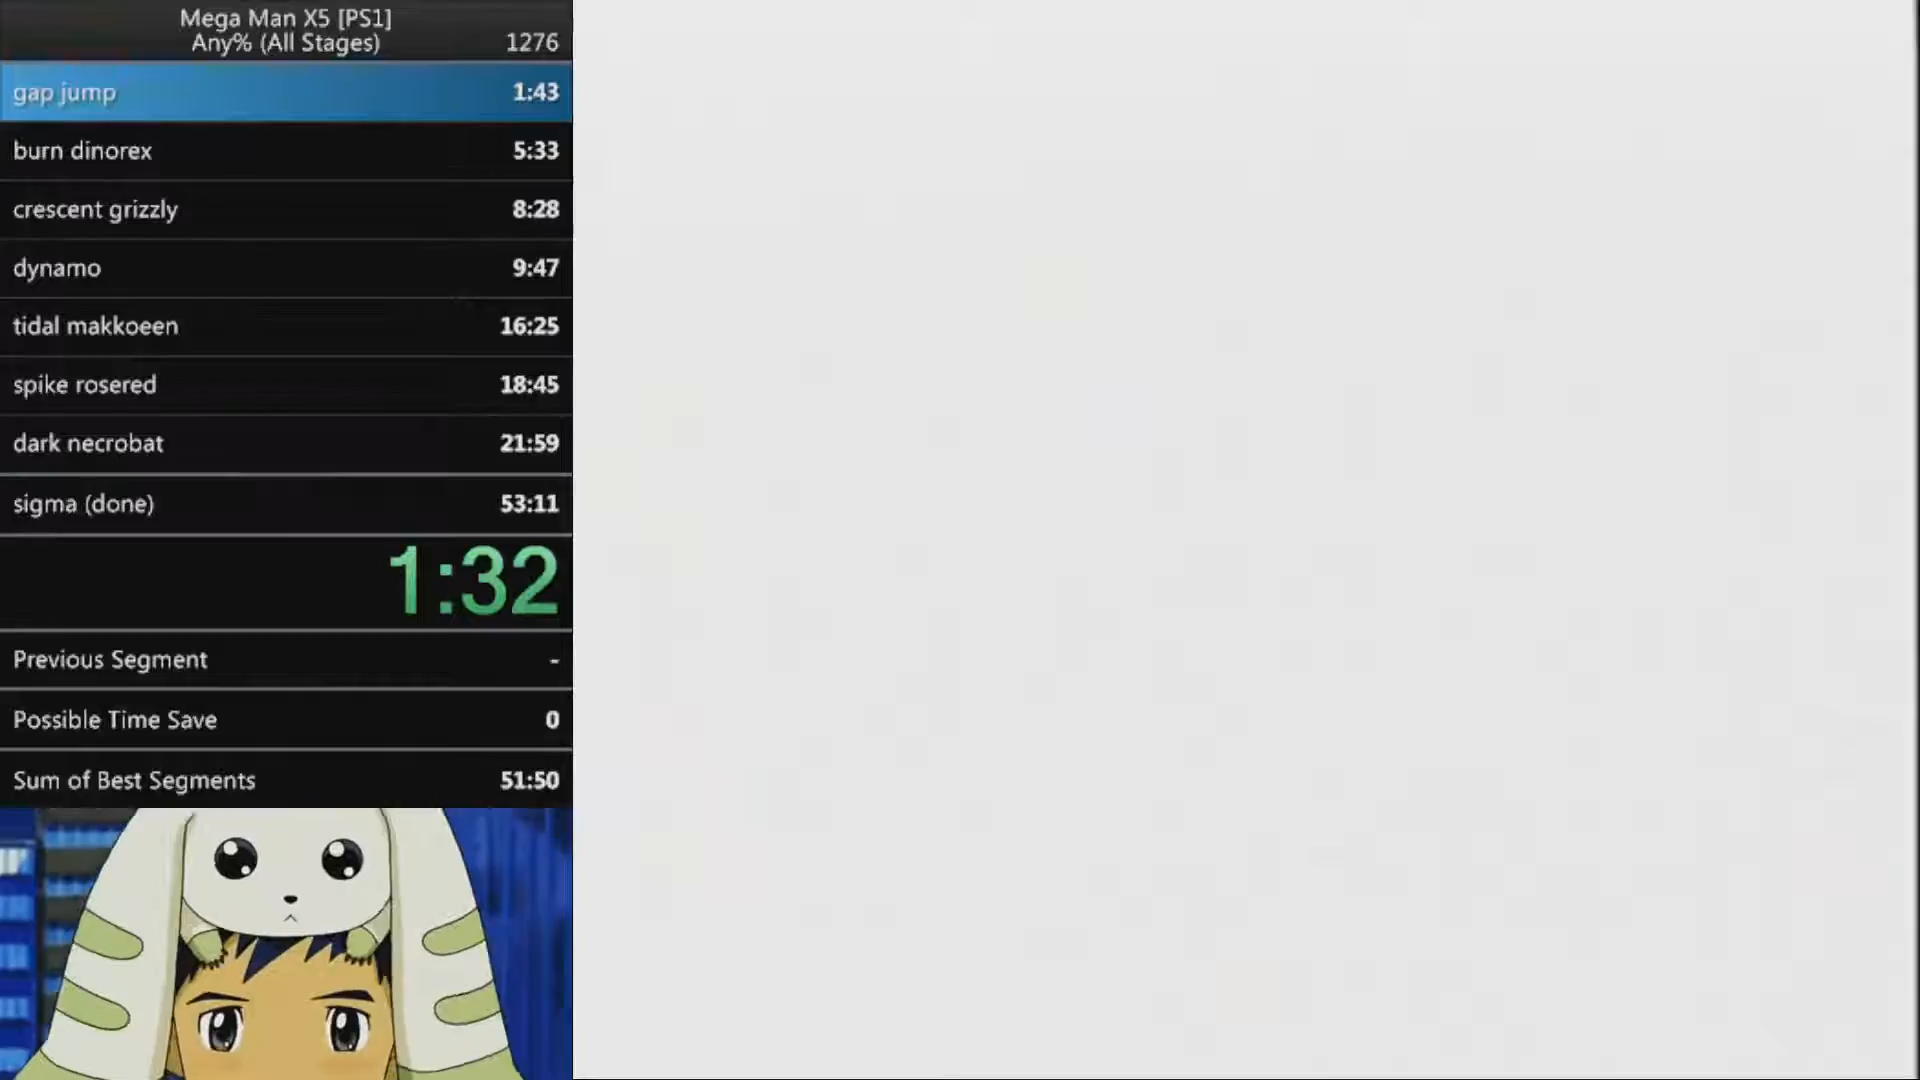 Mega Man X5 [PS1]
Any% (All Stages) 1276
gap jump 1:43
burn dinorex 5:33
crescent grizzly 8:28
dynamo 9:47
tidal makkoeen 16:25
spike rosered 18:45
dark necrobat 21:59
sigma (done) 53:11
1:32
Previous Segment -
Possible Time Save 0
Sum of Best Segments 51:50